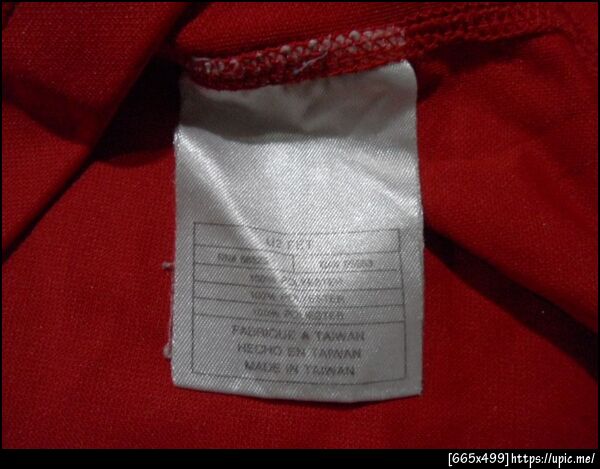 100% POLYESTER
100% POLYESTER
100% POLYESTER
FABRIQUE A TAIWAN
HECHO EN TAIWAN
MADE IN TAIWAN
[665x499]https://upic.me/